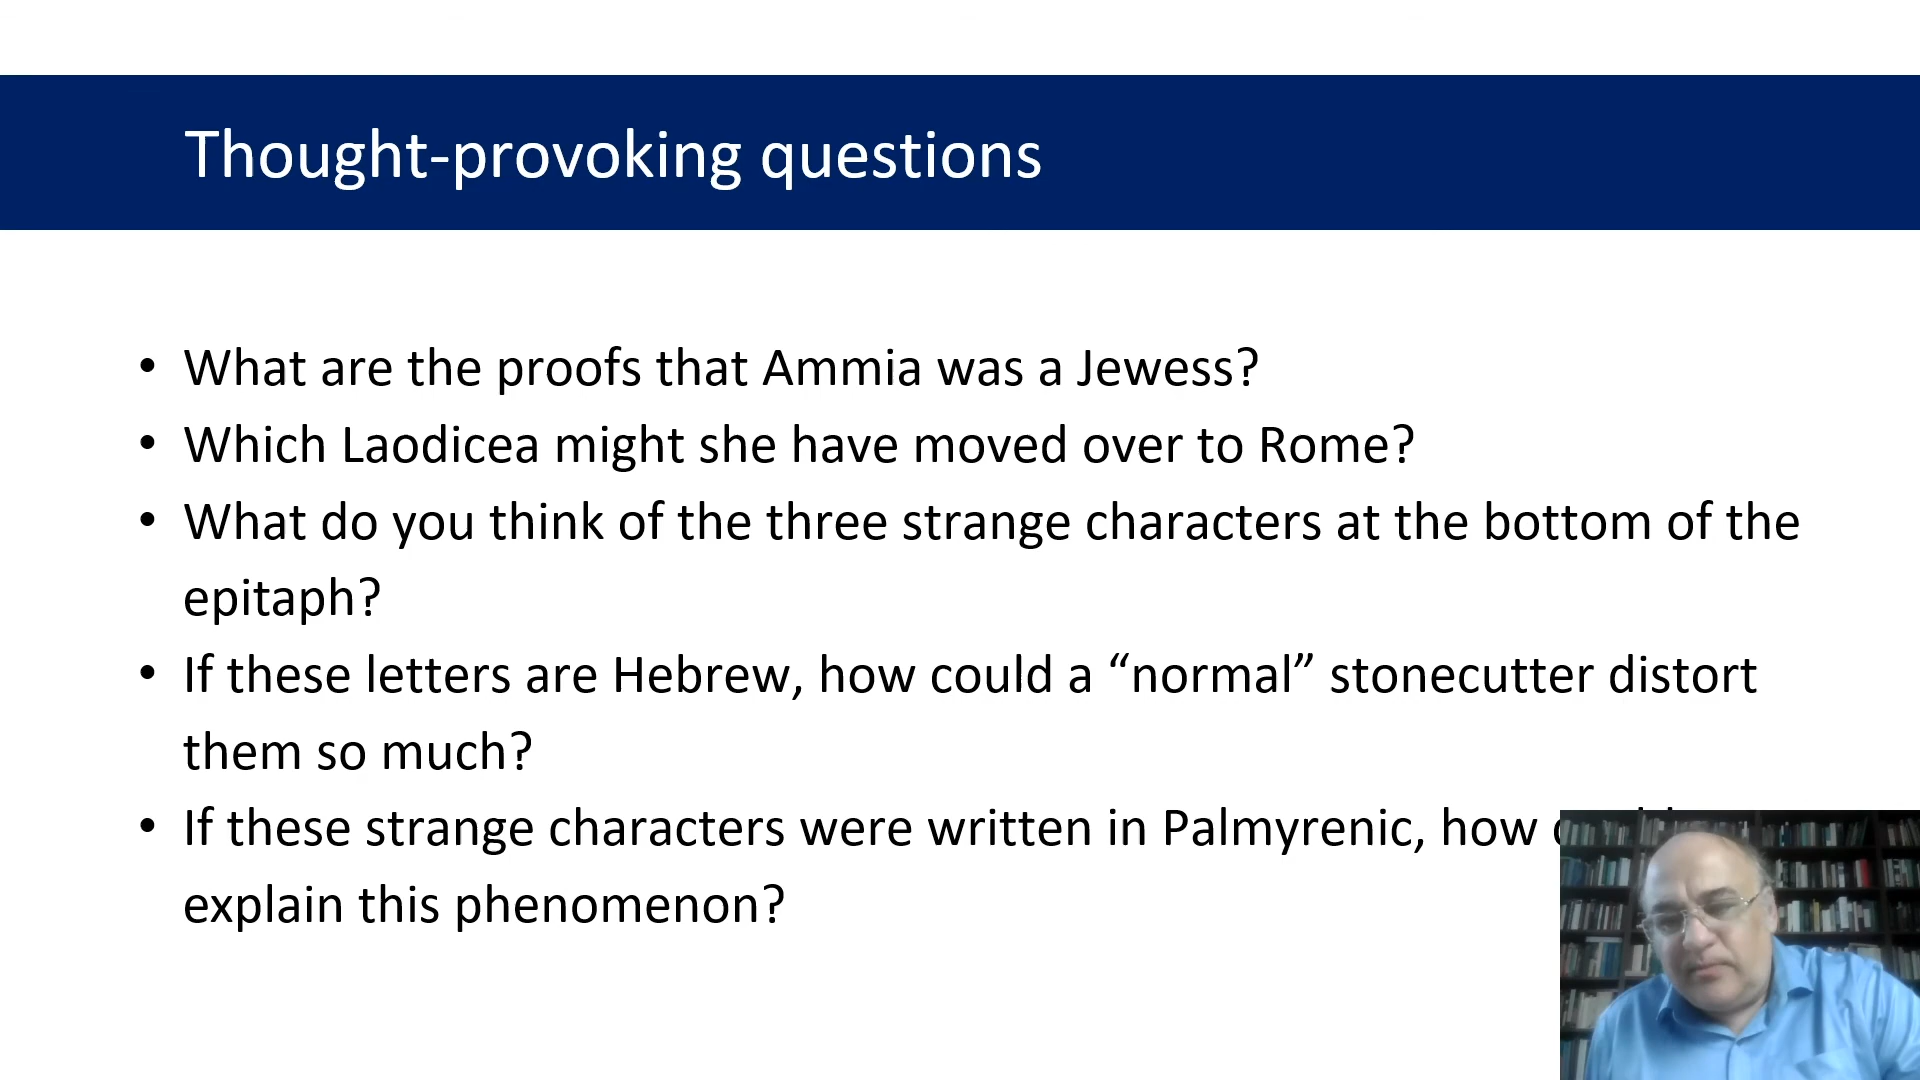 Thought-provoking questions
• What are the proofs that Ammia was a Jewess?
• Which Laodicea might she have moved over to Rome?
• What do you think of the three strange characters at the bottom of the
epitaph?
• If these letters are Hebrew, how could a “normal” stonecutter distort
them so much?
• If these strange characters were written in Palmyrenic, how
explain this phenomenon?